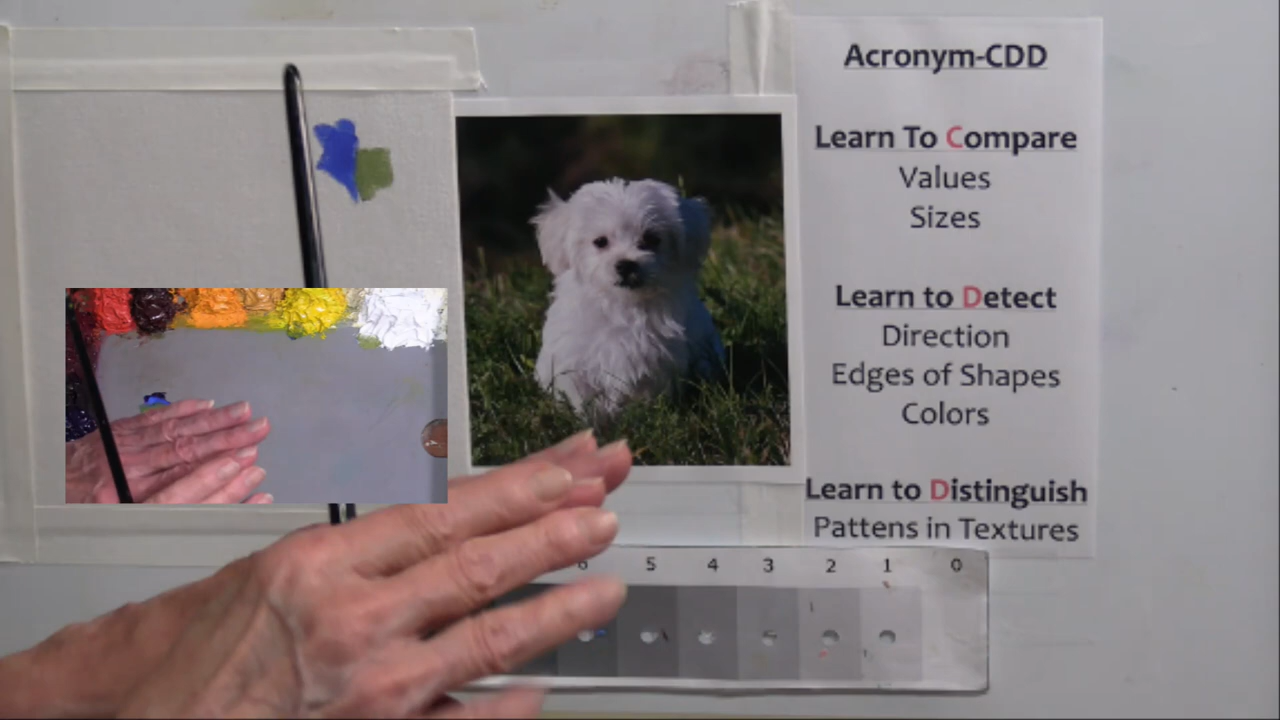 Acronym-CDD
Learn To Compare
Values
Sizes
Learn to Detect
Direction
Edges of Shapes
Colors
Learn to Distinguish
Pattens in Textures
6 5 4 3 2 1 0